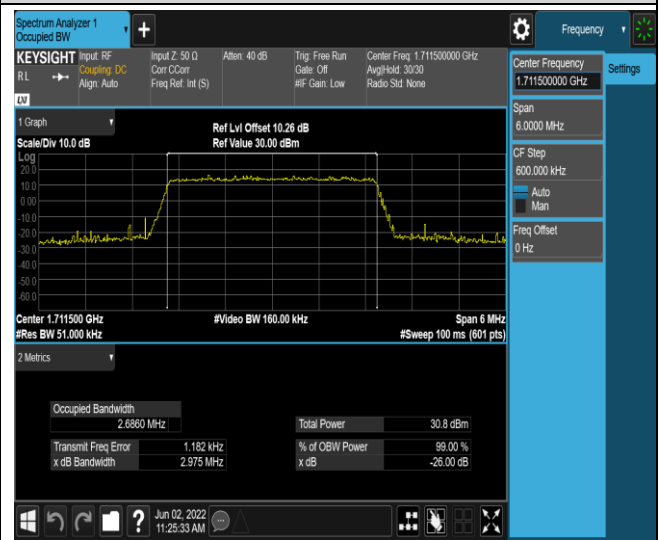 Spectrum Analyzer 1
Occupied BW
+
Frequency
KEYSIGHT
Input: RF
Coupling: DC
Align: Auto
Input Z: 50 Ω
Corr CCorr
Freq Ref: Int (S)
Atten: 40 dB
Trig: Free Run
Gate: Off
#IF Gain: Low
Center Freq: 1.711500000 GHz
Avg|Hold: 30/30
Radio Std: None
RL
LXI
Center Frequency
1.711500000 GHz
Settings
Span
6.0000 MHz
CF Step
600.000 kHz
Auto
Man
Freq Offset
0 Hz
1 Graph
Ref Lvl Offset 10.26 dB
Scale/Div 10.0 dB
Ref Value 30.00 dBm
Log
20.0
10.0
0.00
-10.0
-20.0
-30.0
-40.0
-50.0
-60.0
Center 1.711500 GHz
#Video BW 160.00 kHz
Span 6 MHz
#Res BW 51.000 kHz
#Sweep 100 ms (601 pts)
2 Metrics
Occupied Bandwidth
2.6860 MHz
Total Power 30.8 dBm
Transmit Freq Error 1.182 kHz
% of OBW Power 99.00 %
x dB Bandwidth 2.975 MHz
x dB -26.00 dB
?
Jun 02, 2022
11:25:33 AM